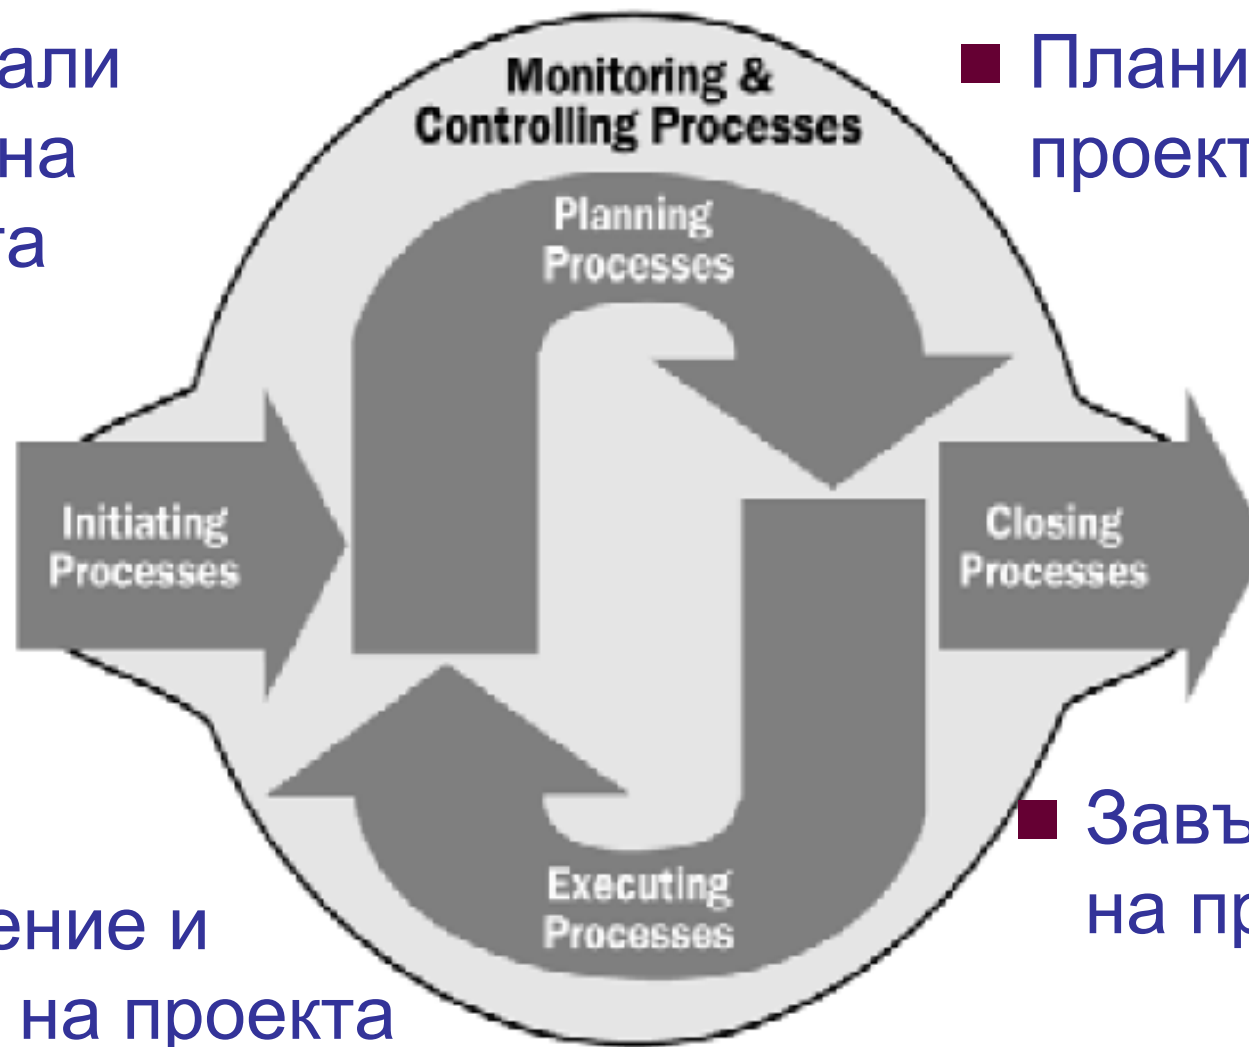 али
на
та
Monitoring &
Controlling Processes
Плани
проект
Planning
Processes
Initiating
Processes
Closing
Processes
Executing
Processes
ение и
на проекта
Завъ
на пр